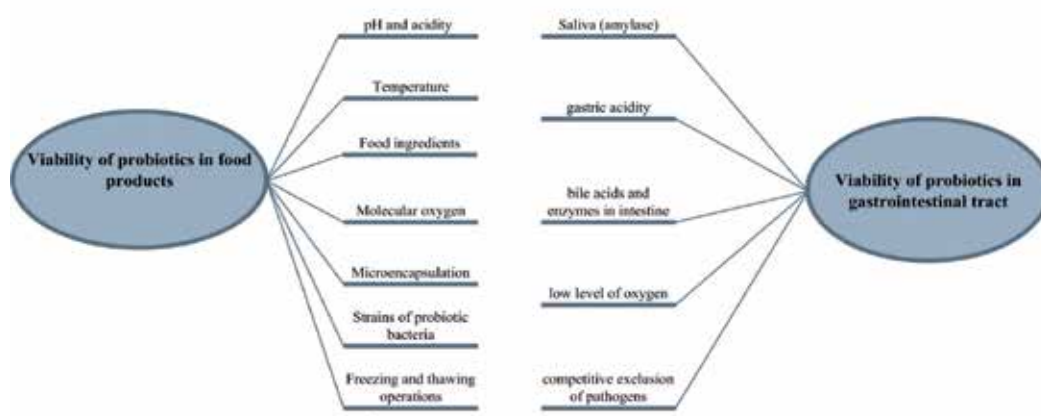 Viability of probiotics in food
products
pH and acidity
Temperature
Food ingredients
Molecular oxygen
Microencapsulation
Strains of probiotic
bacteria
Freezing and thawing
operations
Saliva (amylase)
gastric acidity
bile acids and
enzymes in intestine
low level of oxygen
competitive exclusion
of pathogens
Viability of probiotics in
gastrointestinal tract